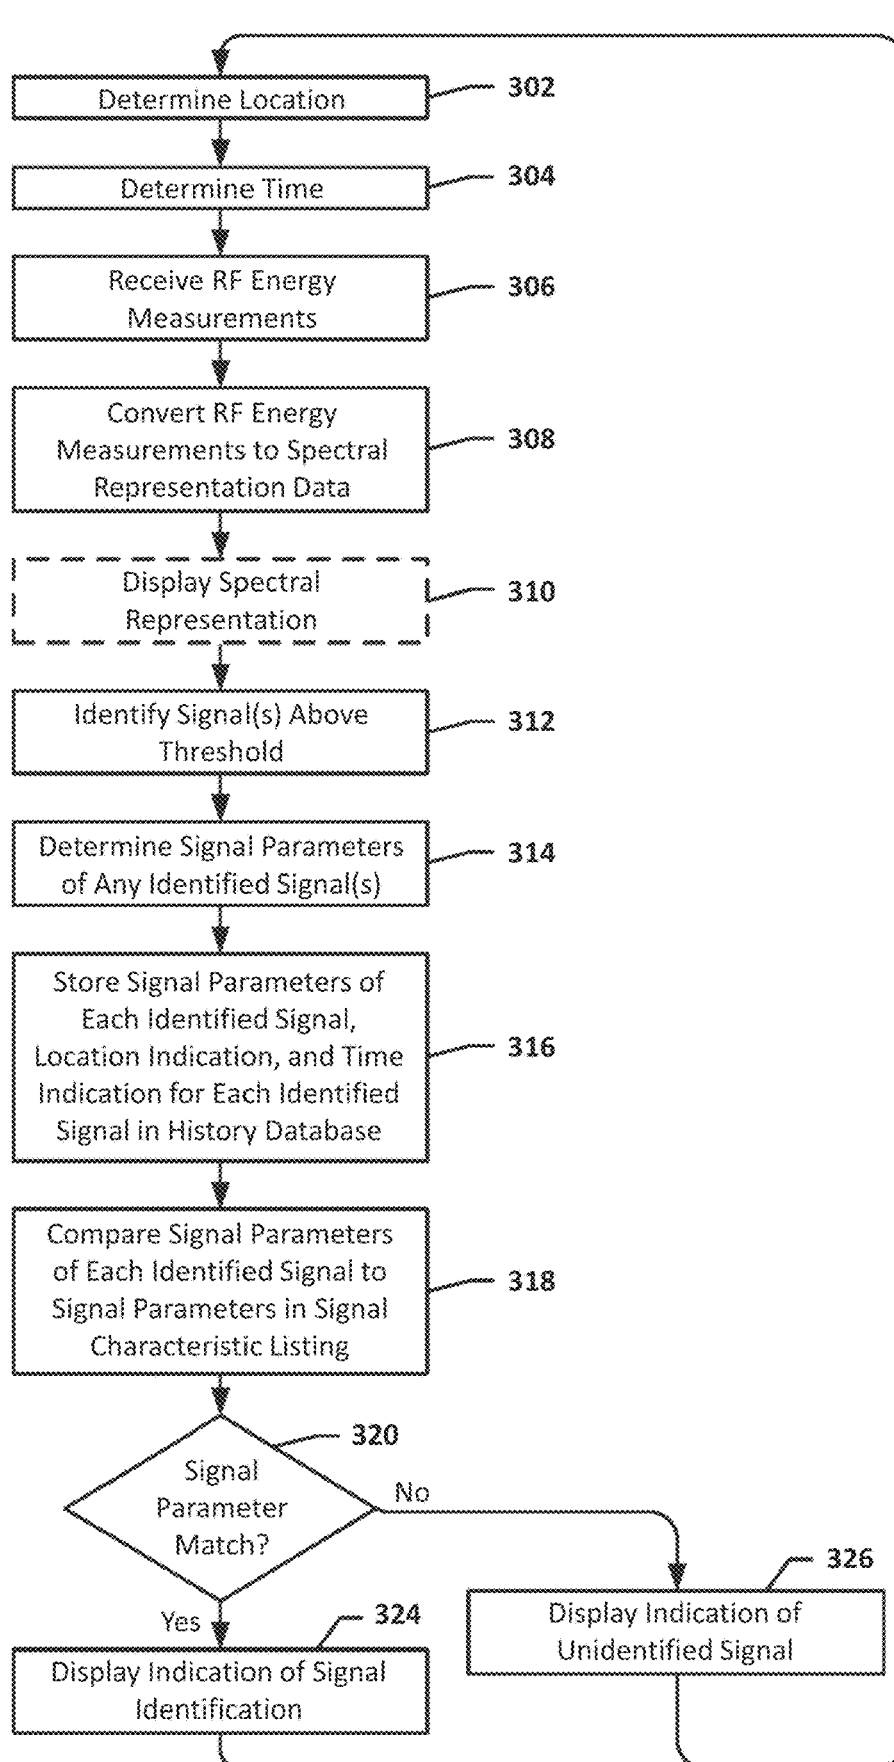 Determine Location
302
Determine Time
304
Receive RF Energy
Measurements
306
Convert RF Energy
Measurements to Spectral
Representation Data
308
Display Spectral
Representation
310
Identify Signal(s) Above
Threshold
312
Determine Signal Parameters
of Any Identified Signal(s)
314
Store Signal Parameters of
Each Identified Signal,
Location Indication, and Time
Indication for Each Identified
Signal in History Database
316
Compare Signal Parameters
of Each Identified Signal to
Signal Parameters in Signal
Characteristic Listing
318
320
Signal
Parameter
Match?
No
Yes
324
Display Indication of Signal
Identification
326
Display Indication of
Unidentified Signal